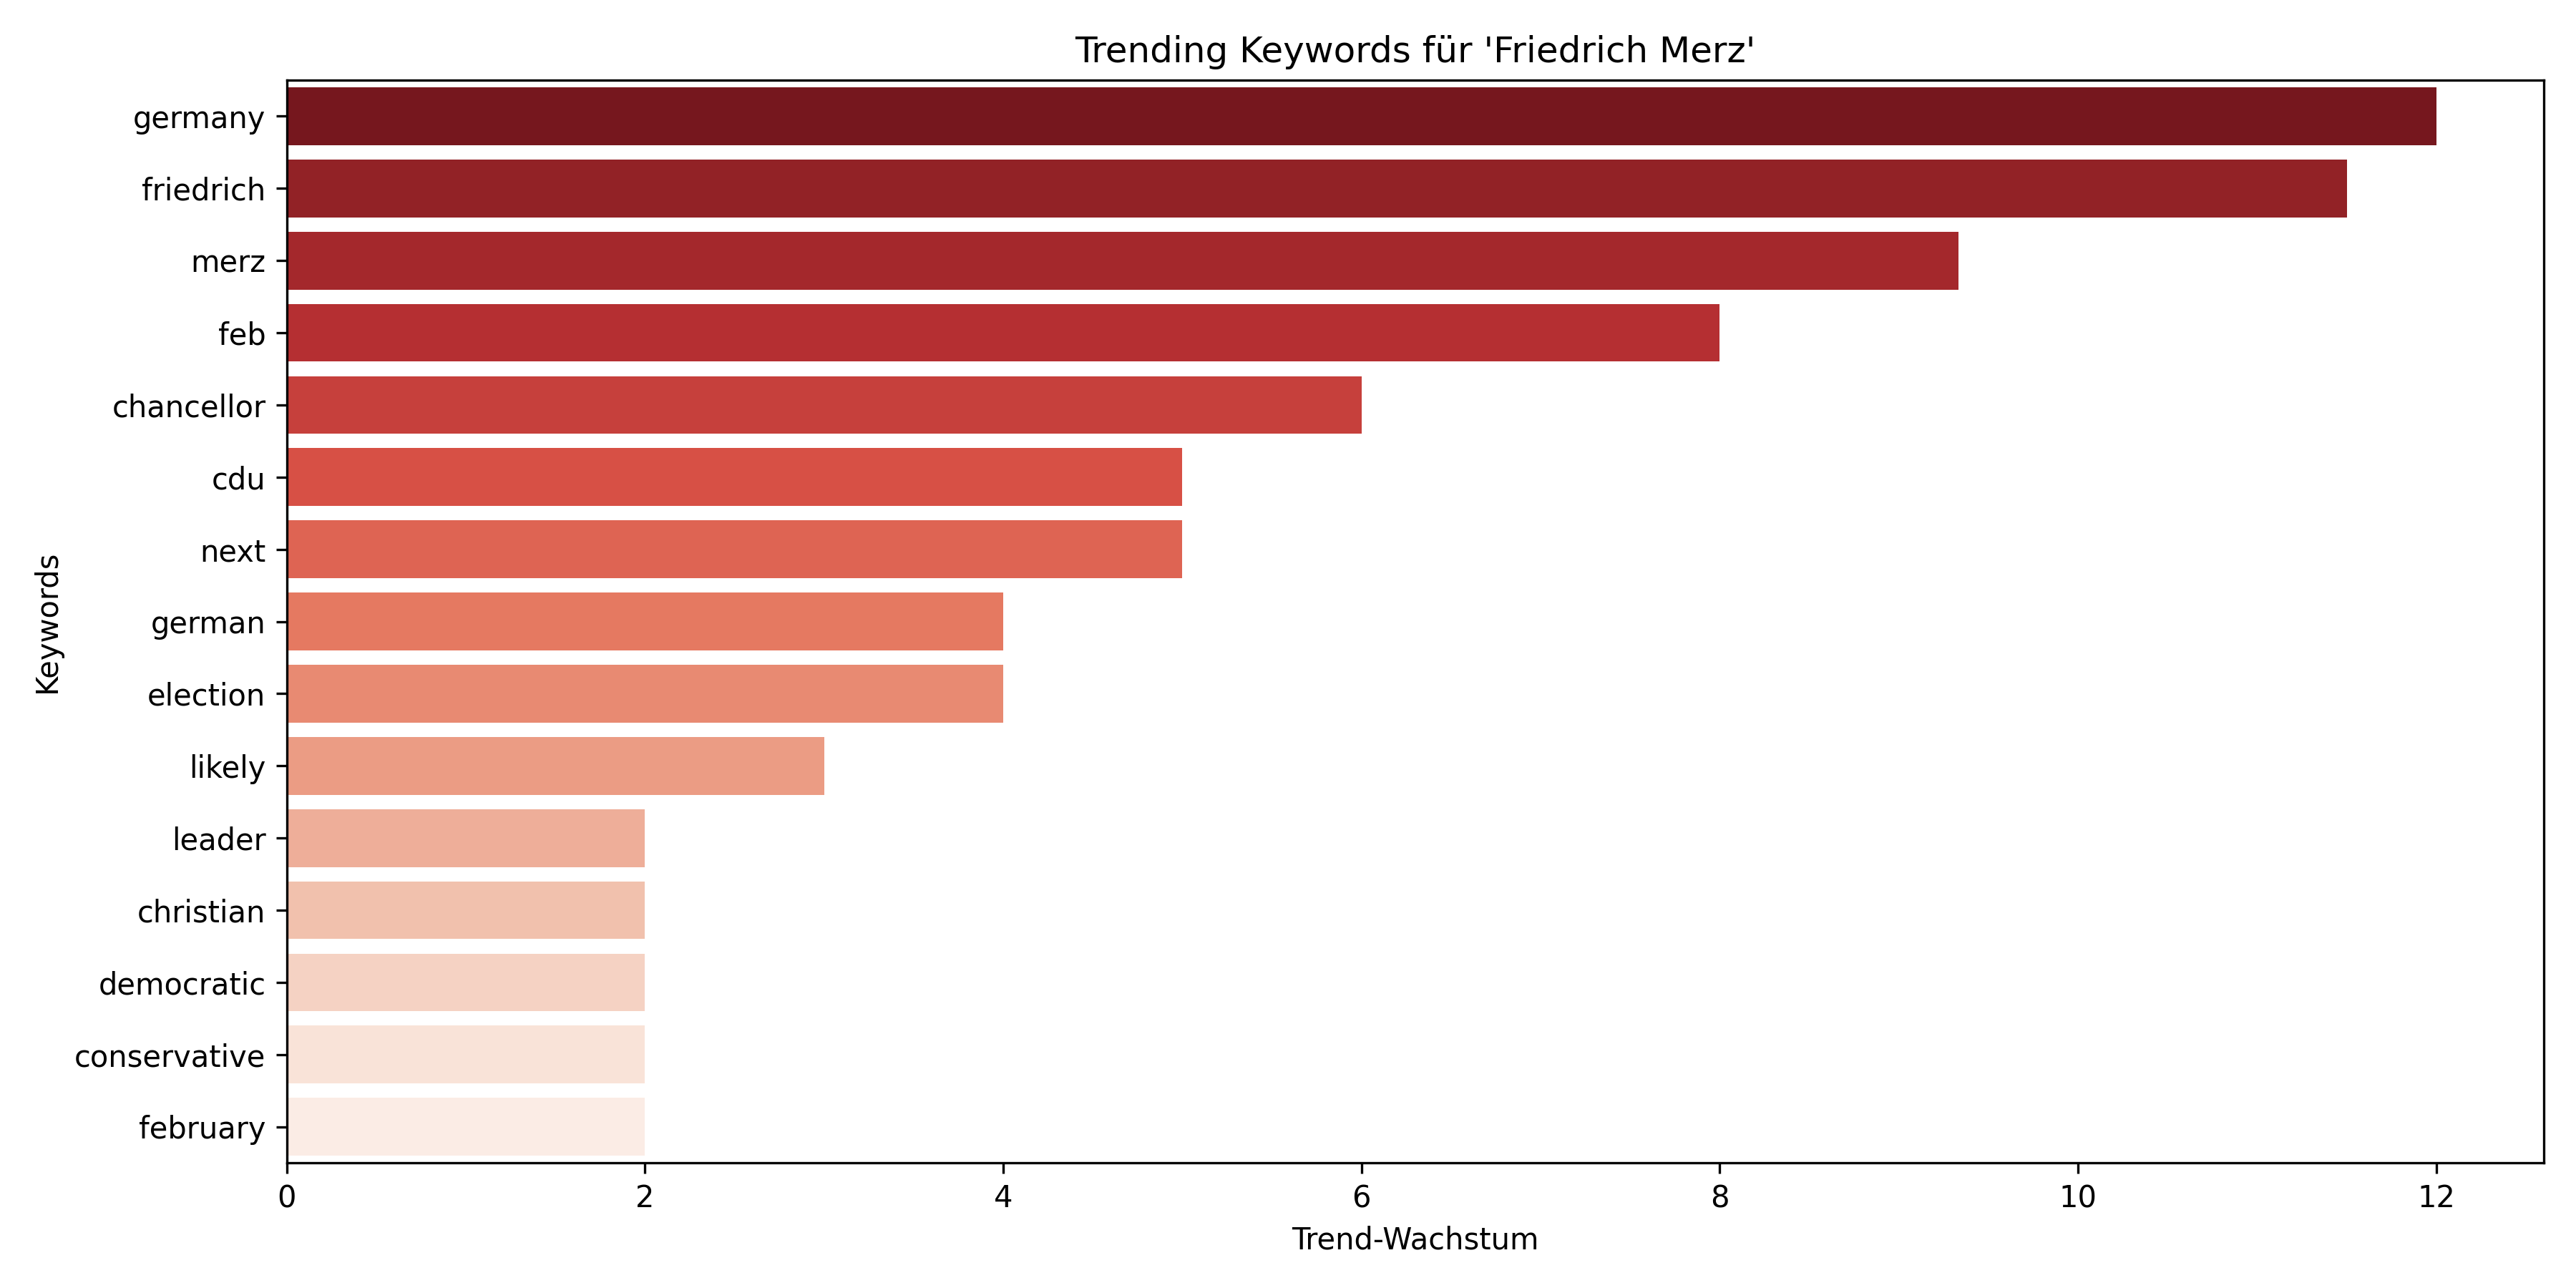 Trending Keywords für 'Friedrich Merz'
Keywords
germany
friedrich
merz
feb
chancellor
cdu
next
german
election
likely
leader
christian
democratic
conservative
february
0 2 4 6 8 10 12
Trend-Wachstum